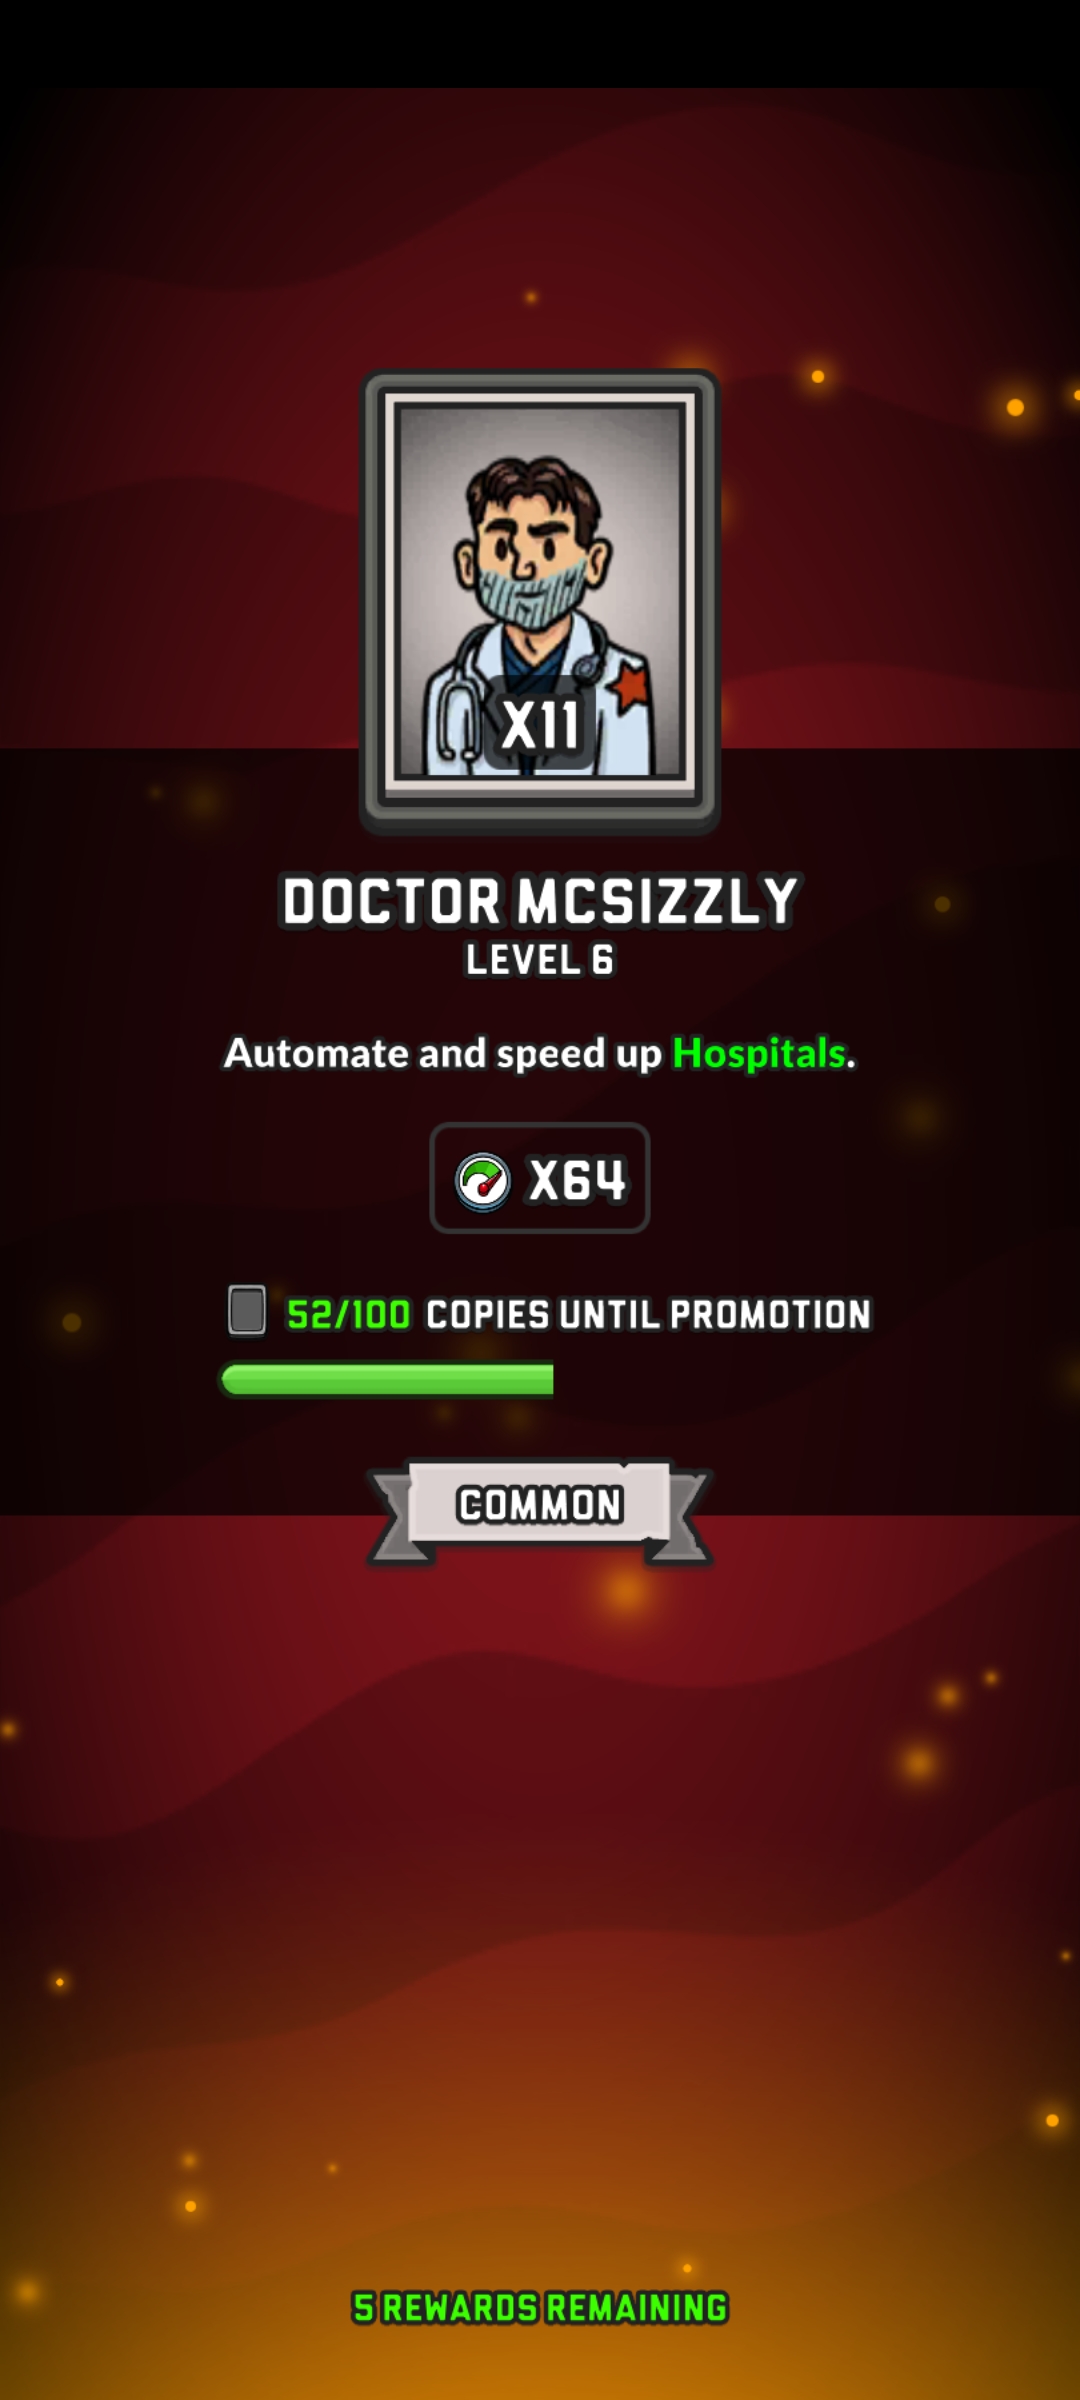 X11
DOCTOR MCSIZZLY
LEVEL 6
Automate and speed up Hospitals.
X64
52/100 COPIES UNTIL PROMOTION
COMMON
5 REWARDS REMAINING